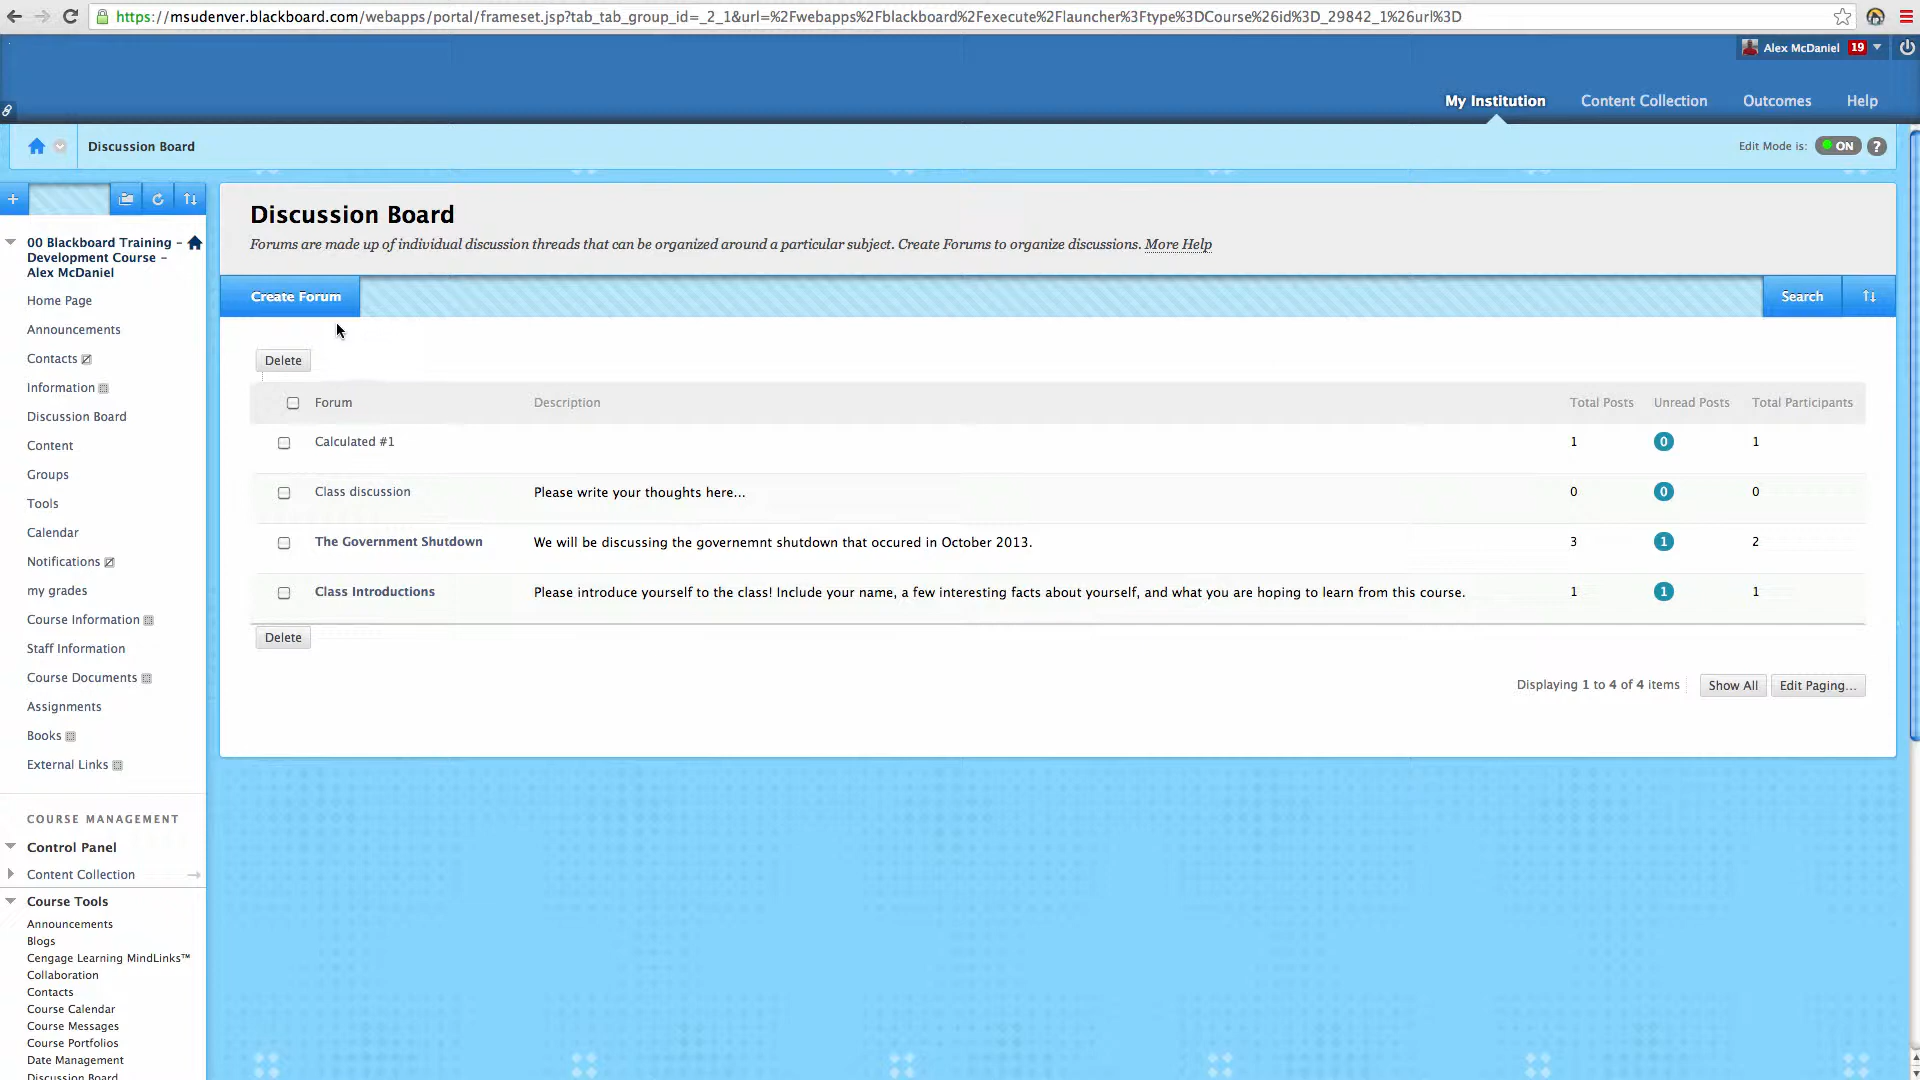 https://msudenver.blackboard.com/webapps/portal/frameset.jsp?tab_tab_group_id=_2_1&url=%2Fwebapps%2Fblackboard%2Fexecute%2Flauncher%3Ftype%3DCourse%26id%3D_29842_1%26url%3D
Alex McDaniel 19
My Institution Content Collection Outcomes Help
Discussion Board
Edit Mode is: ON ?
00 Blackboard Training –
Development Course –
Alex McDaniel
Home Page
Announcements
Contacts
Information
Discussion Board
Content
Groups
Tools
Calendar
Notifications
my grades
Course Information
Staff Information
Course Documents
Assignments
Books
External Links
COURSE MANAGEMENT
Control Panel
Content Collection
Course Tools
Announcements
Blogs
Cengage Learning MindLinks™
Collaboration
Contacts
Course Calendar
Course Messages
Course Portfolios
Date Management
Discussion Board
Discussion Board
Forums are made up of individual discussion threads that can be organized around a particular subject. Create Forums to organize discussions. More Help
Create Forum
Search
Delete
Forum Description Total Posts Unread Posts Total Participants
Calculated #1 1 0 1
Class discussion Please write your thoughts here... 0 0 0
The Government Shutdown We will be discussing the governemnt shutdown that occured in October 2013. 3 1 2
Class Introductions Please introduce yourself to the class! Include your name, a few interesting facts about yourself, and what you are hoping to learn from this course. 1 1 1
Delete
Displaying 1 to 4 of 4 items Show All Edit Paging...